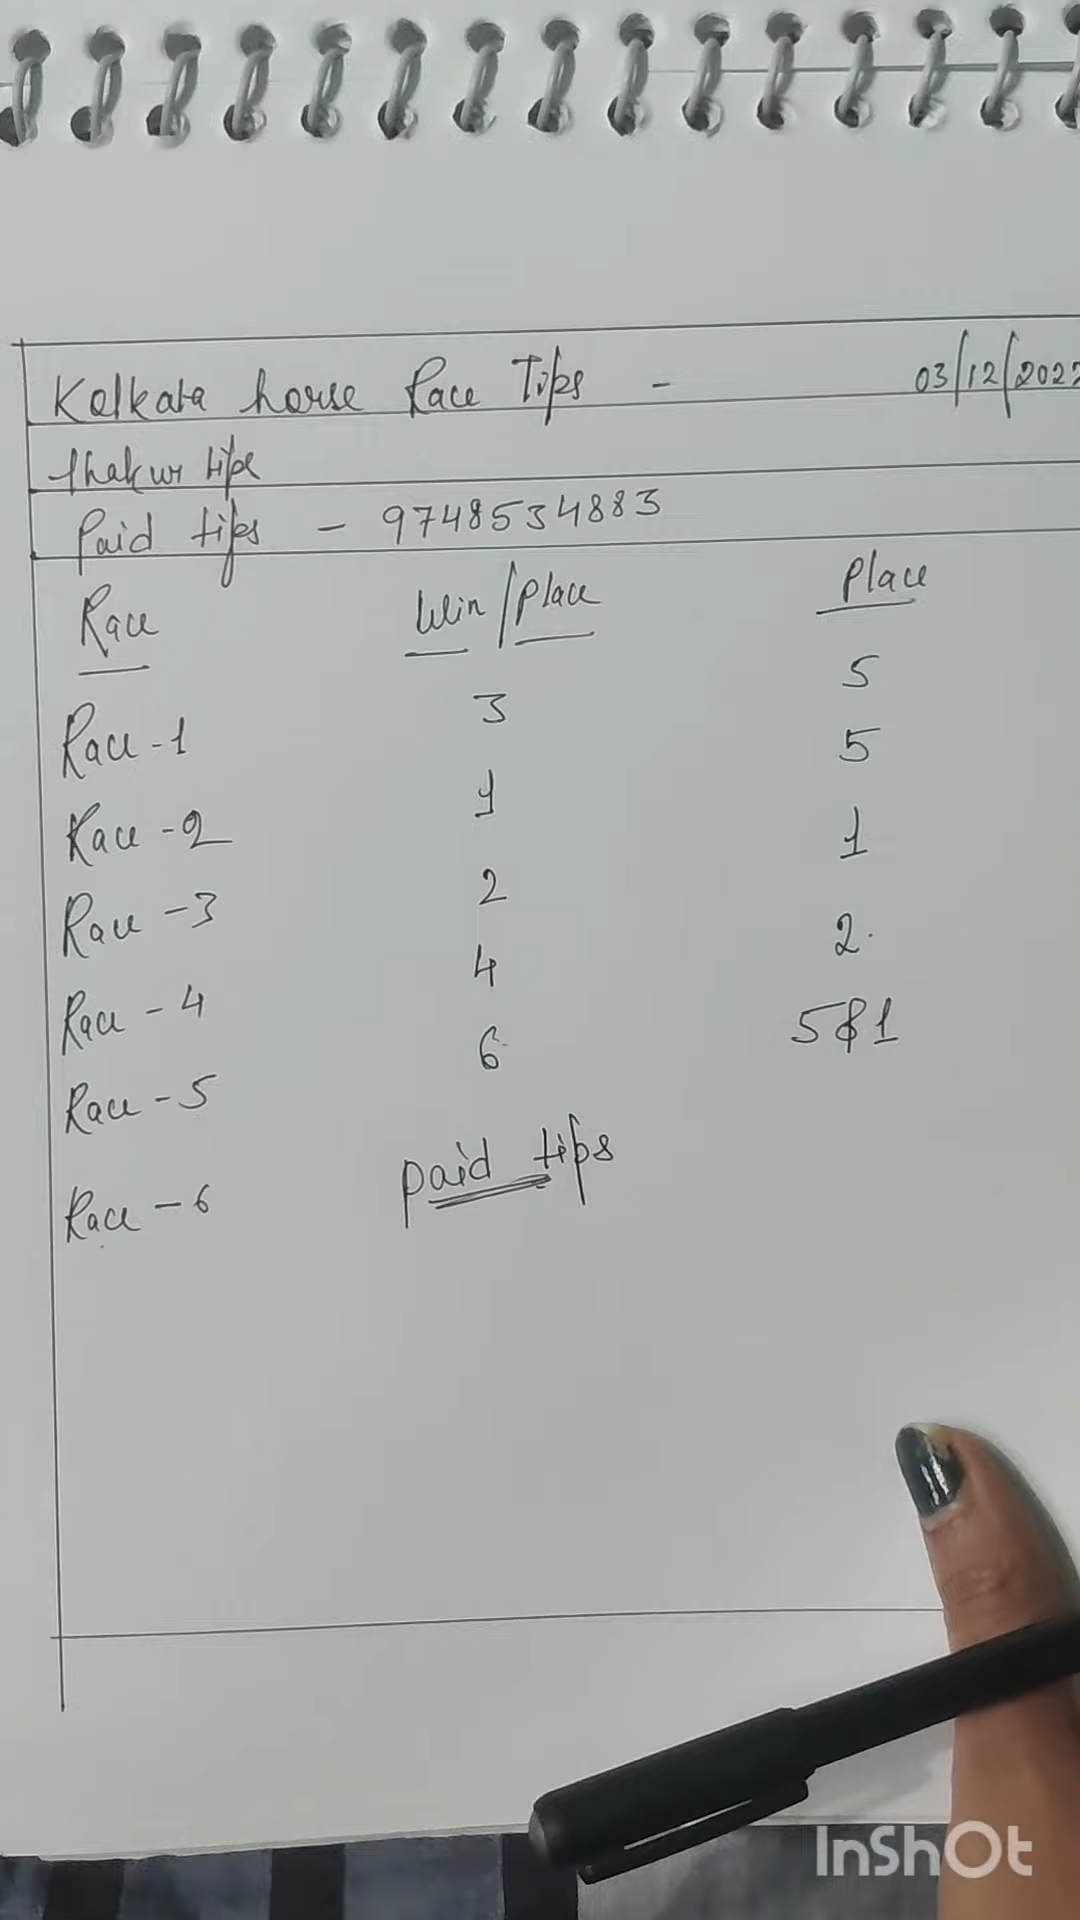 Kolkata horse Race Tips - 03/12/2022
thakur tips
Paid tips - 9748534883
Race Win/Place Place
Race-1 3 5
Race-2 1 5
Race-3 2 1
Race-4 4 2.
Race-5 6 5&1
Race-6 paid tips
InShOt